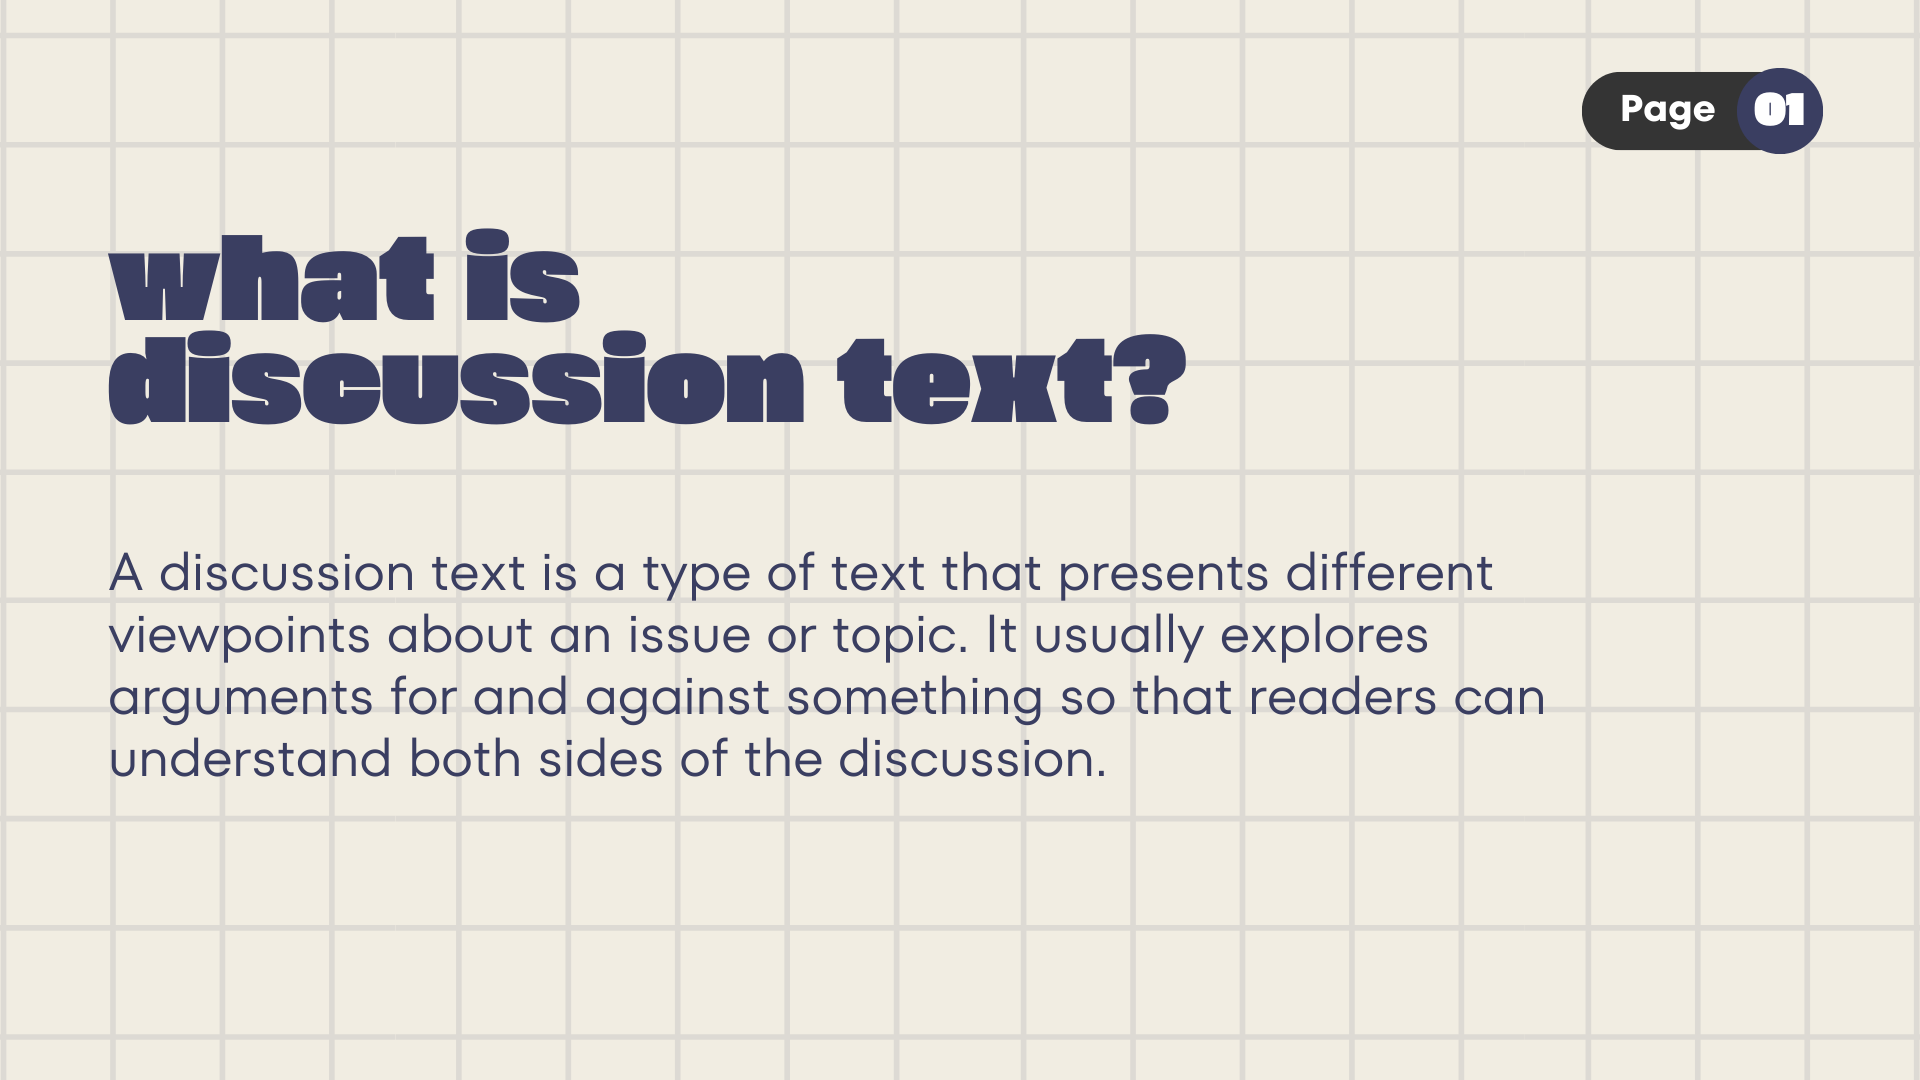 Page 01
what is
discussion text?
A discussion text is a type of text that presents different
viewpoints about an issue or topic. It usually explores
arguments for and against something so that readers can
understand both sides of the discussion.